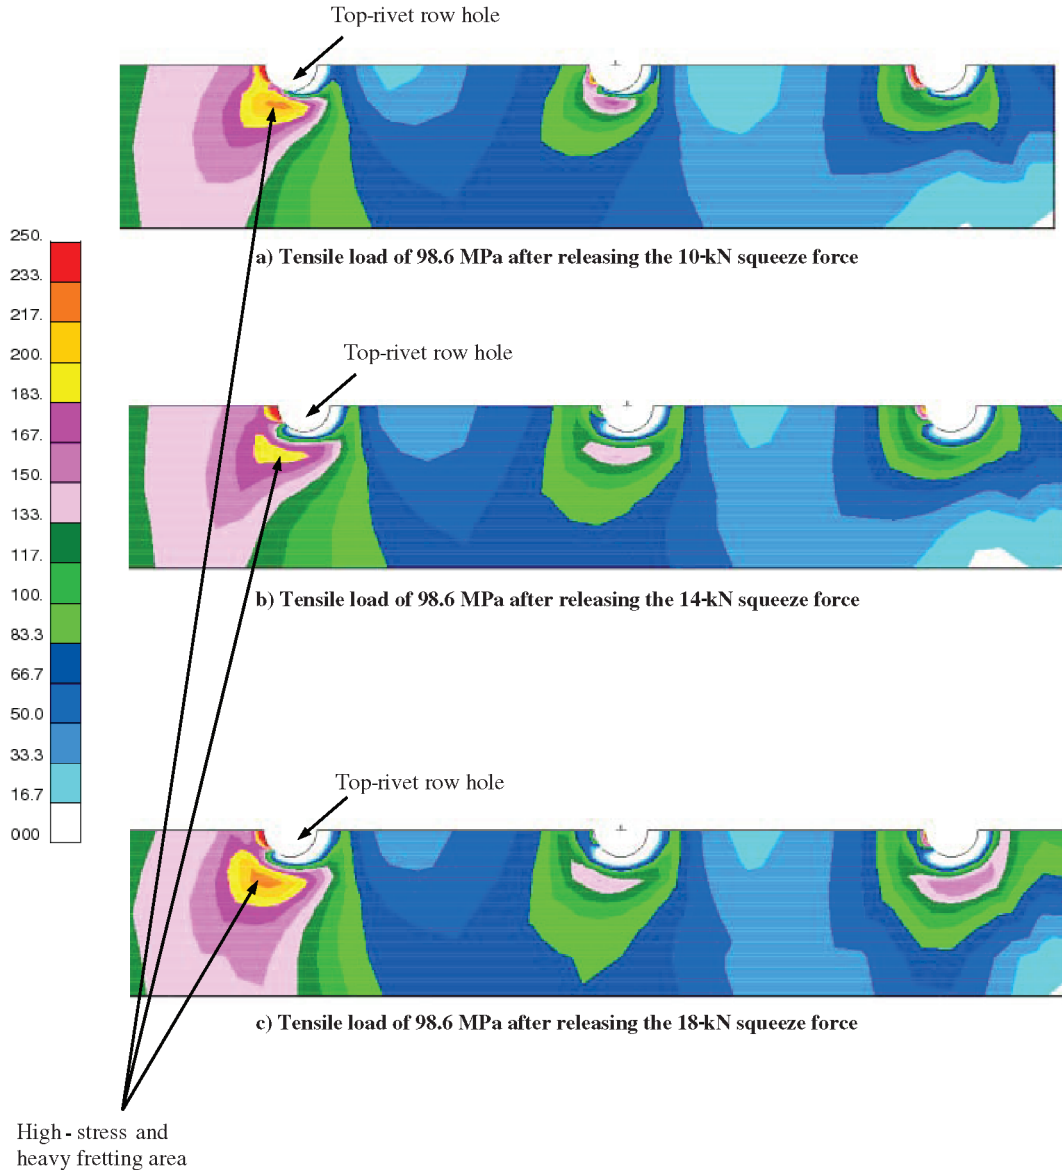 Top-rivet row hole
a) Tensile load of 98.6 MPa after releasing the 10-kN squeeze force
250.
233.
217.
200.
183.
167.
150.
133.
117.
100.
83.3
66.7
50.0
33.3
16.7
000
Top-rivet row hole
b) Tensile load of 98.6 MPa after releasing the 14-kN squeeze force
Top-rivet row hole
c) Tensile load of 98.6 MPa after releasing the 18-kN squeeze force
High - stress and
heavy fretting area